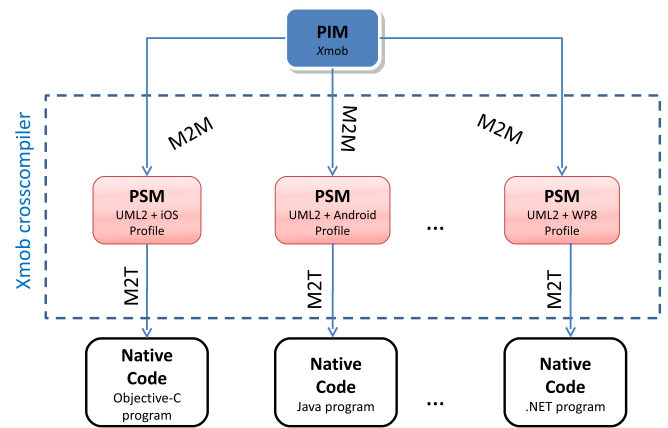 PIM
Xmob
Xmob crosscompiler
M2M
M2M
M2M
PSM
UML2 + iOS
Profile
PSM
UML2 + Android
Profile
...
PSM
UML2 + WP8
Profile
M2T
M2T
M2T
Native
Code
Objective-C
program
Native
Code
Java program
...
Native
Code
.NET program